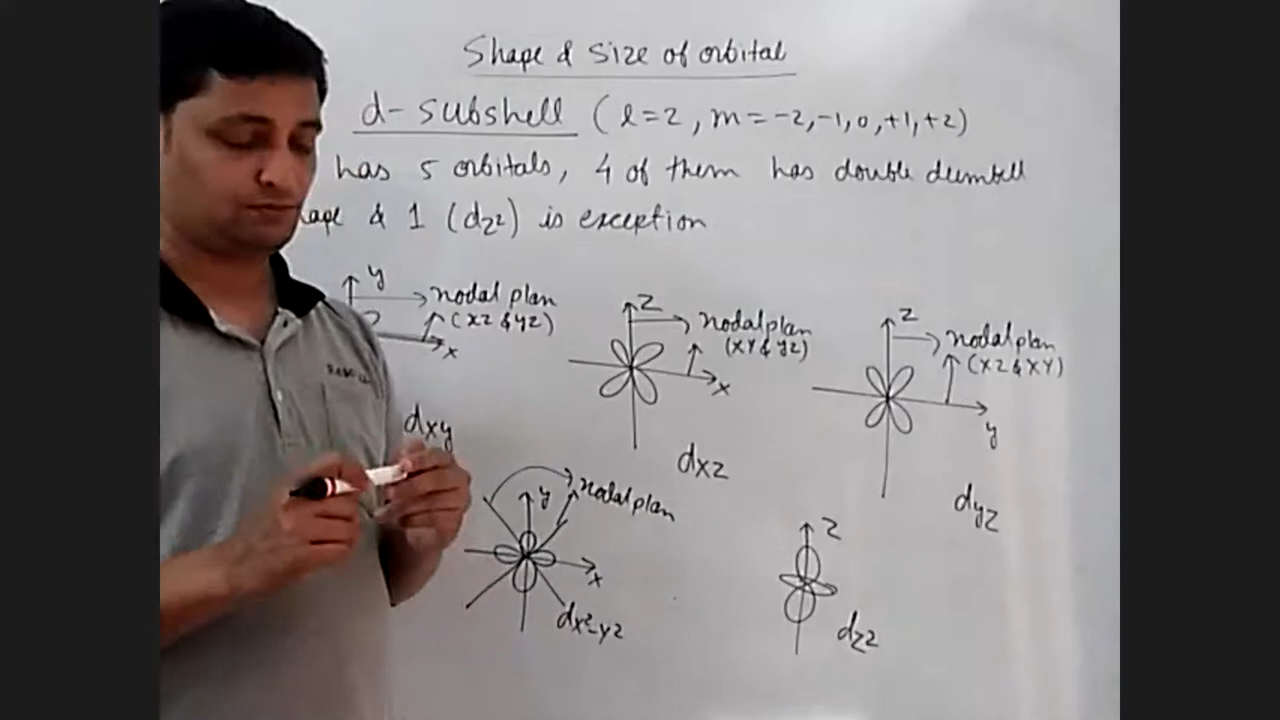 Shape & Size of orbital
d-subshell (l=2, m=-2,-1,0,+1,+2)
has 5 orbitals, 4 of them has double dumbell
& 1 (dz²) is exception
y
nodal plan
(xz & yz)
x
dxy
z
nodal plan
(xy & yz)
x
dxz
z
nodal plan
(xz & xy)
y
dyz
y
nodal plan
x
dx²-y²
z
dz²